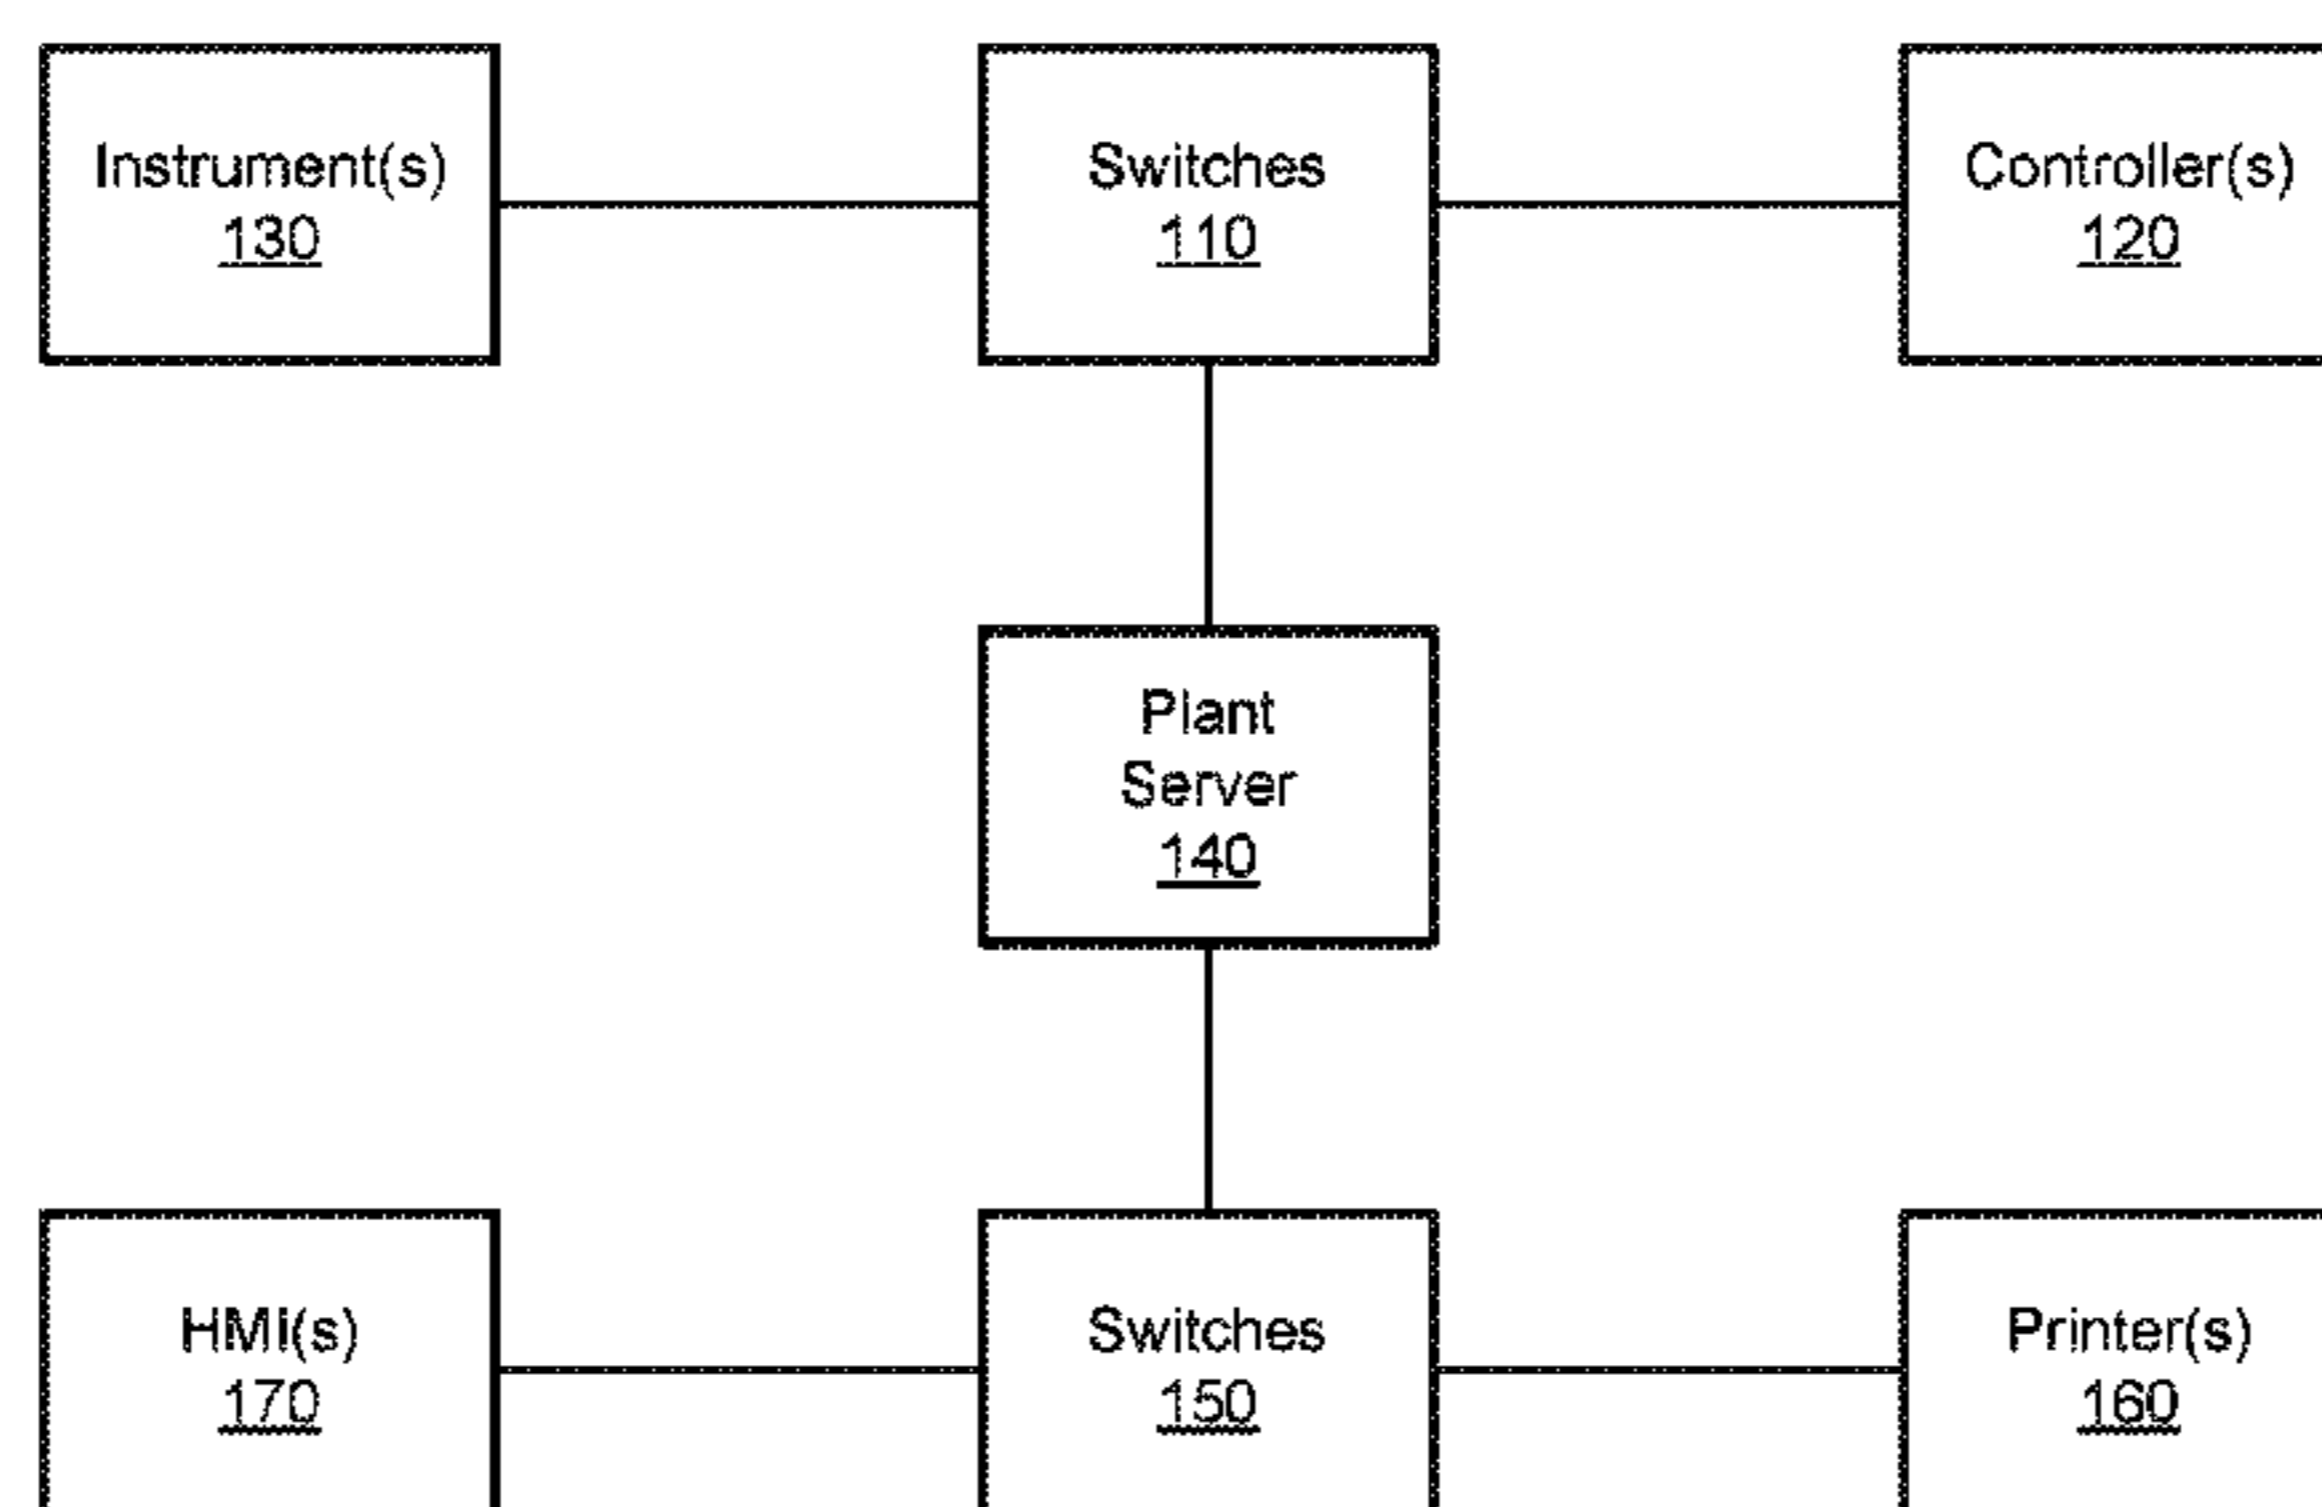 Instrument(s)
130
Switches
110
Controller(s)
120
Plant
Server
140
HMI(s)
170
Switches
150
Printer(s)
160